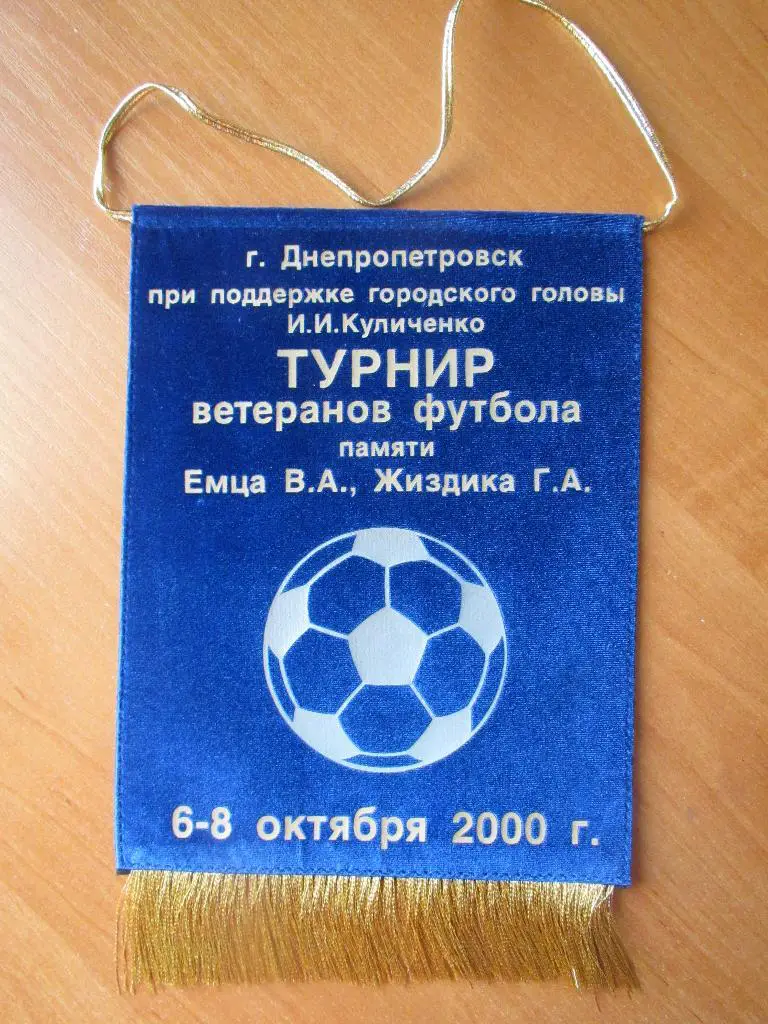 г. Днепропетровск
при поддержке городского головы
И.И.Куличенко
ТУРНИР
ветеранов футбола
памяти
Емца В.А., Жиздика Г.А.
6-8 октября 2000 г.